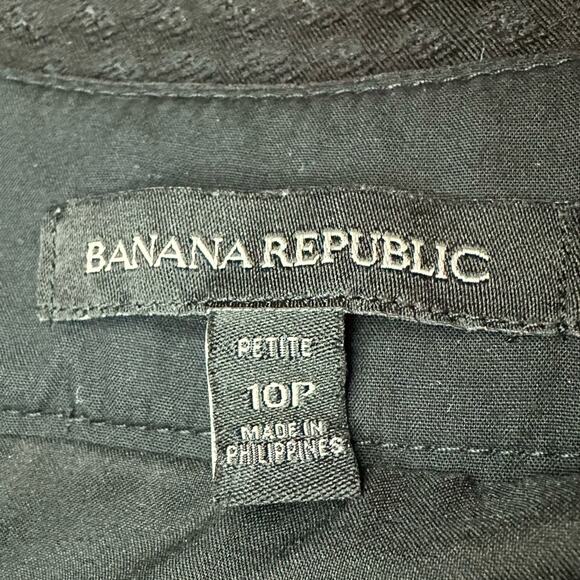 BANANA REPUBLIC
PETITE
10P
MADE IN
PHILIPPINES